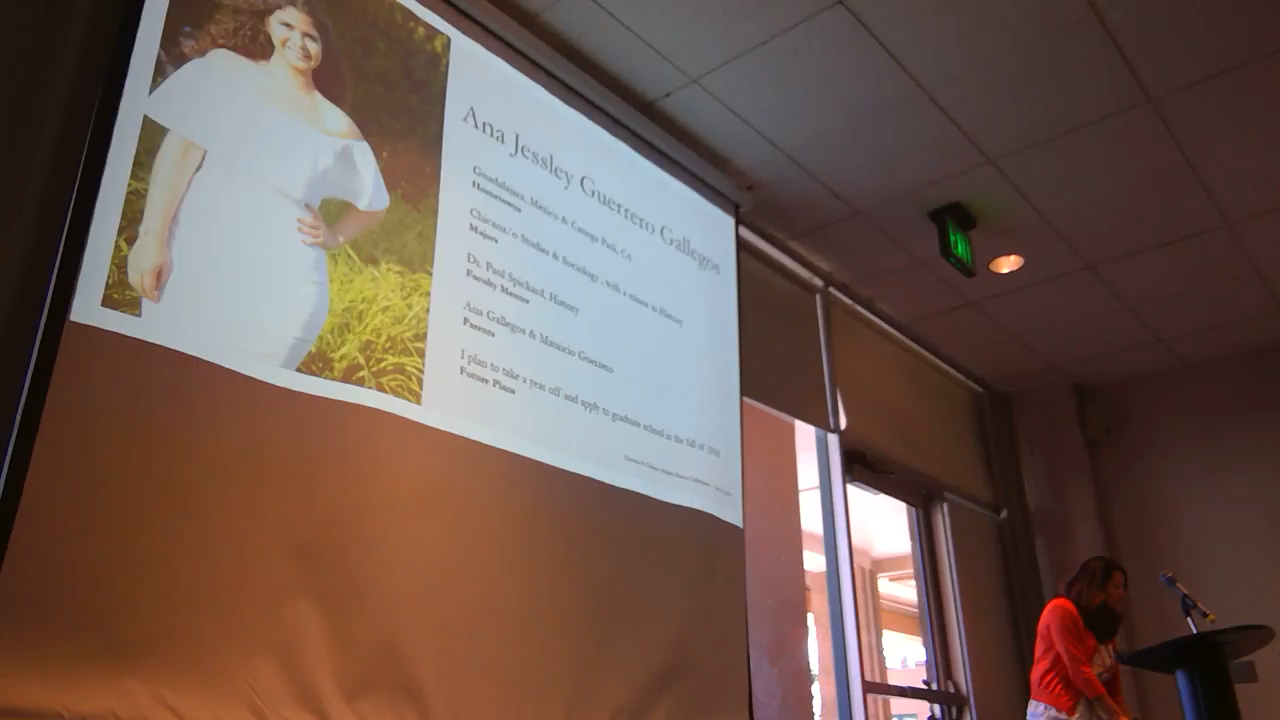 Ana Jessley Guerrero Gallegos
Guadalajara, México & Canoga Park, CA
Hometowns
Chicana/o Studies & Sociology, with a minor in History
Majors
Dr. Paul Spickard, History
Faculty Mentor
Ana Gallegos & Mauricio Guerrero
Parents
I plan to take a year off and apply to graduate school in the fall of
Future Plans